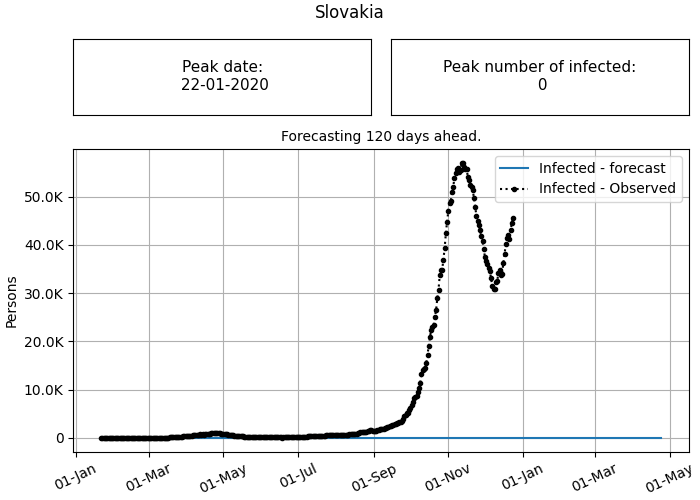 Slovakia
Peak date:
22-01-2020
Peak number of infected:
0
Forecasting 120 days ahead.
Infected - forecast
Infected - Observed
Persons
50.0K
40.0K
30.0K
20.0K
10.0K
0
01-Jan
01-Mar
01-May
01-Jul
01-Sep
01-Nov
01-Jan
01-Mar
01-May